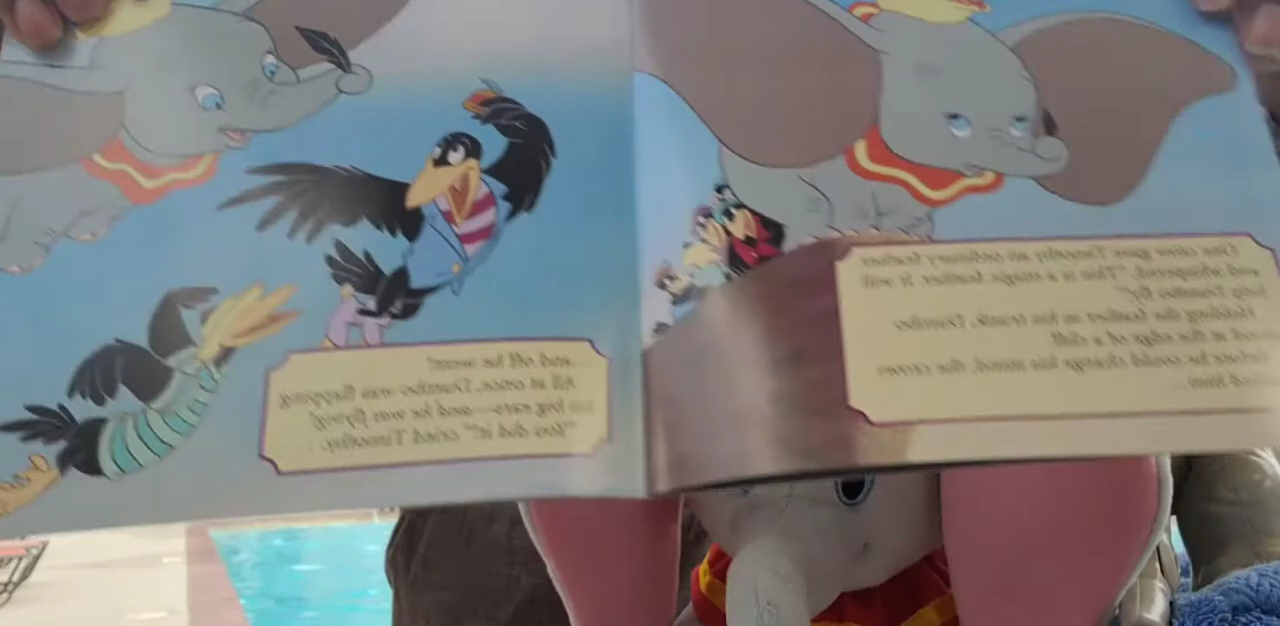 One crow gave Timothy an ordinary feather
and whispered, "This is a magic feather. It will
help Dumbo fly!"
Holding the feather in his trunk, Dumbo
stood at the edge of a cliff.
Before he could change his mind, the crows
him...
...and off he went!
All at once, Dumbo was flapping
his big ears—and he was flying!
"You did it!" cried Timothy.